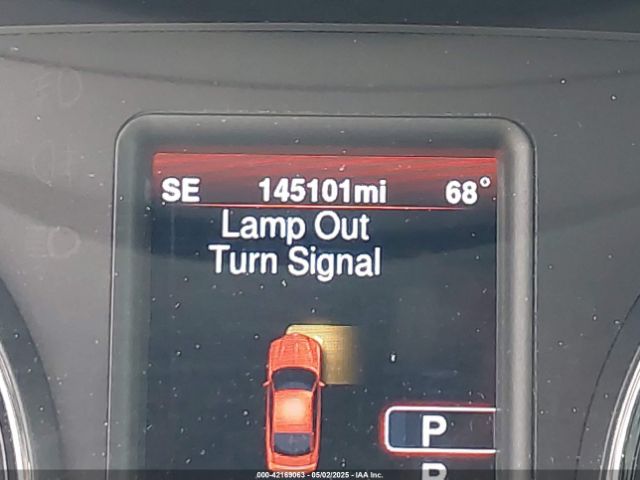 SE 145101mi 68°
Lamp Out
Turn Signal
P
R
000-42169063 - 05/02/2025 - IAA Inc.